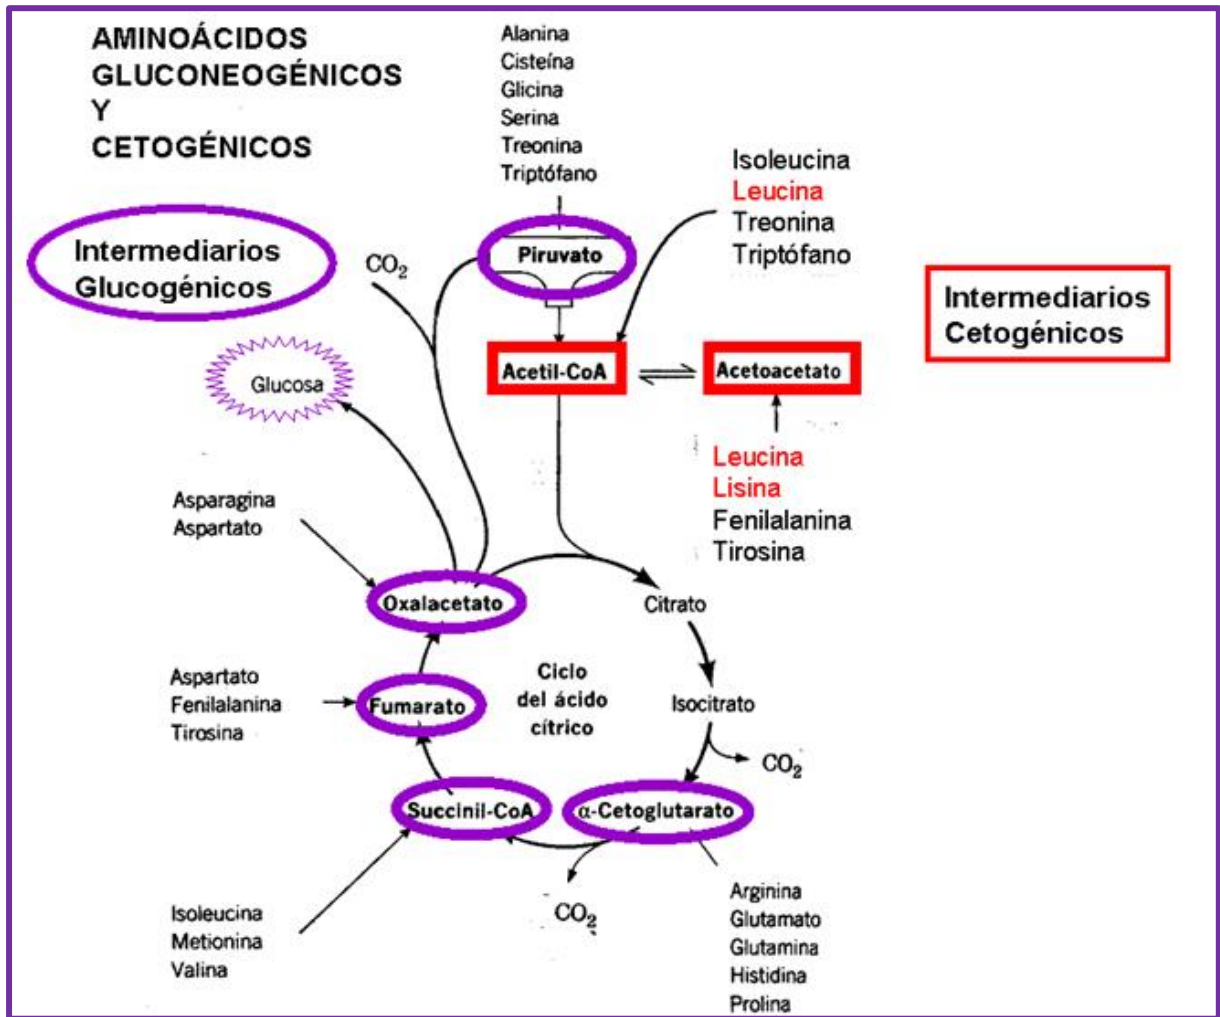 AMINOÁCIDOS
GLUCONEOGÉNICOS
Y
CETOGÉNICOS
Alanina
Cisteína
Glicina
Serina
Treonina
Triptófano
Isoleucina
Leucina
Treonina
Triptófano
Intermediarios
Glucogénicos
CO₂
Piruvato
Intermediarios
Cetogénicos
Glucosa
Acetil-CoA
Acetoacetato
Leucina
Lisina
Fenilalanina
Tirosina
Asparagina
Aspartato
Oxalacetato
Citrato
Aspartato
Fenilalanina
Tirosina
Fumarato
Ciclo
del ácido
cítrico
Isocitrato
CO₂
Succinil-CoA
α-Cetoglutarato
CO₂
Isoleucina
Metionina
Valina
Arginina
Glutamato
Glutamina
Histidina
Prolina